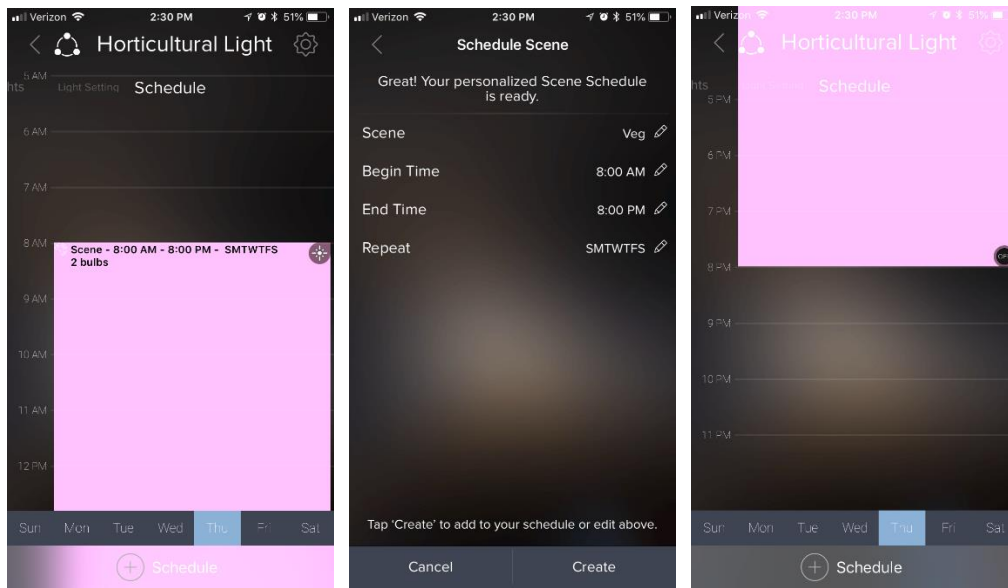 Verizon 2:30 PM 51%
Horticultural Light
5 AM
hts Light Setting Schedule
6 AM
7 AM
8 AM
Scene - 8:00 AM - 8:00 PM - SMTWTFS
2 bulbs
9 AM
10 AM
11 AM
12 PM
Sun Mon Tue Wed Thu Fri Sat
Schedule
Verizon 2:30 PM 51%
Schedule Scene
Great! Your personalized Scene Schedule
is ready.
Scene Veg
Begin Time 8:00 AM
End Time 8:00 PM
Repeat SMTWTFS
Tap 'Create' to add to your schedule or edit above.
Cancel Create
Verizon 2:30 PM 51%
Horticultural Light
hts Schedule
5 PM
6 PM
7 PM
8 PM
9 PM
10 PM
11 PM
Sun Mon Tue Wed Thu Fri Sat
Schedule